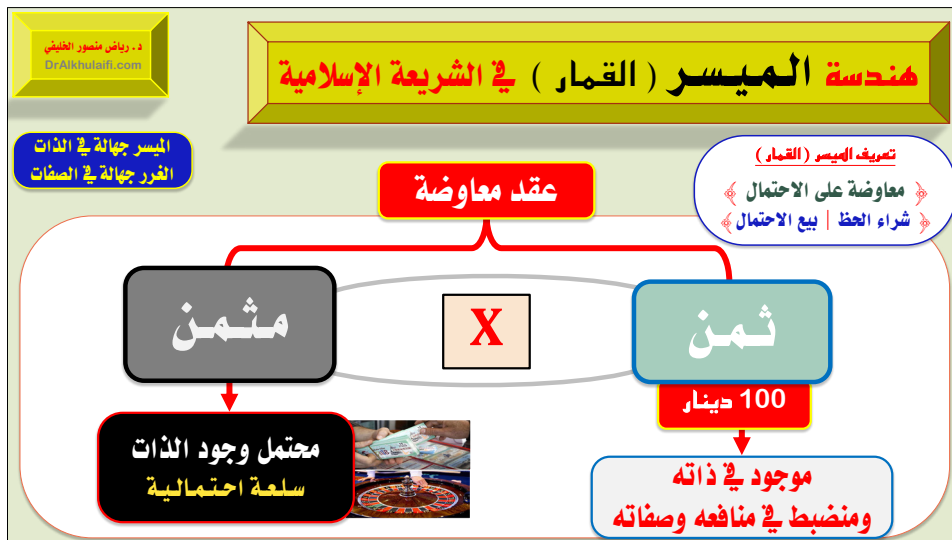 هندسة الميسر ( القمار ) في الشريعة الإسلامية
د. رياض منصور الخليفي
DrAlkhulaifi.com
الميسر جهالة في الذات
الغرر جهالة في الصفات
تعريف الميسر ( القمار )
﴿ معاوضة على الاحتمال ﴾
﴿ شراء الحظ | بيع الاحتمال ﴾
عقد معاوضة
ثمن
X
مثمن
100 دينار
موجود في ذاته
ومنضبط في منافعه وصفاته
محتمل وجود الذات
سلعة احتمالية